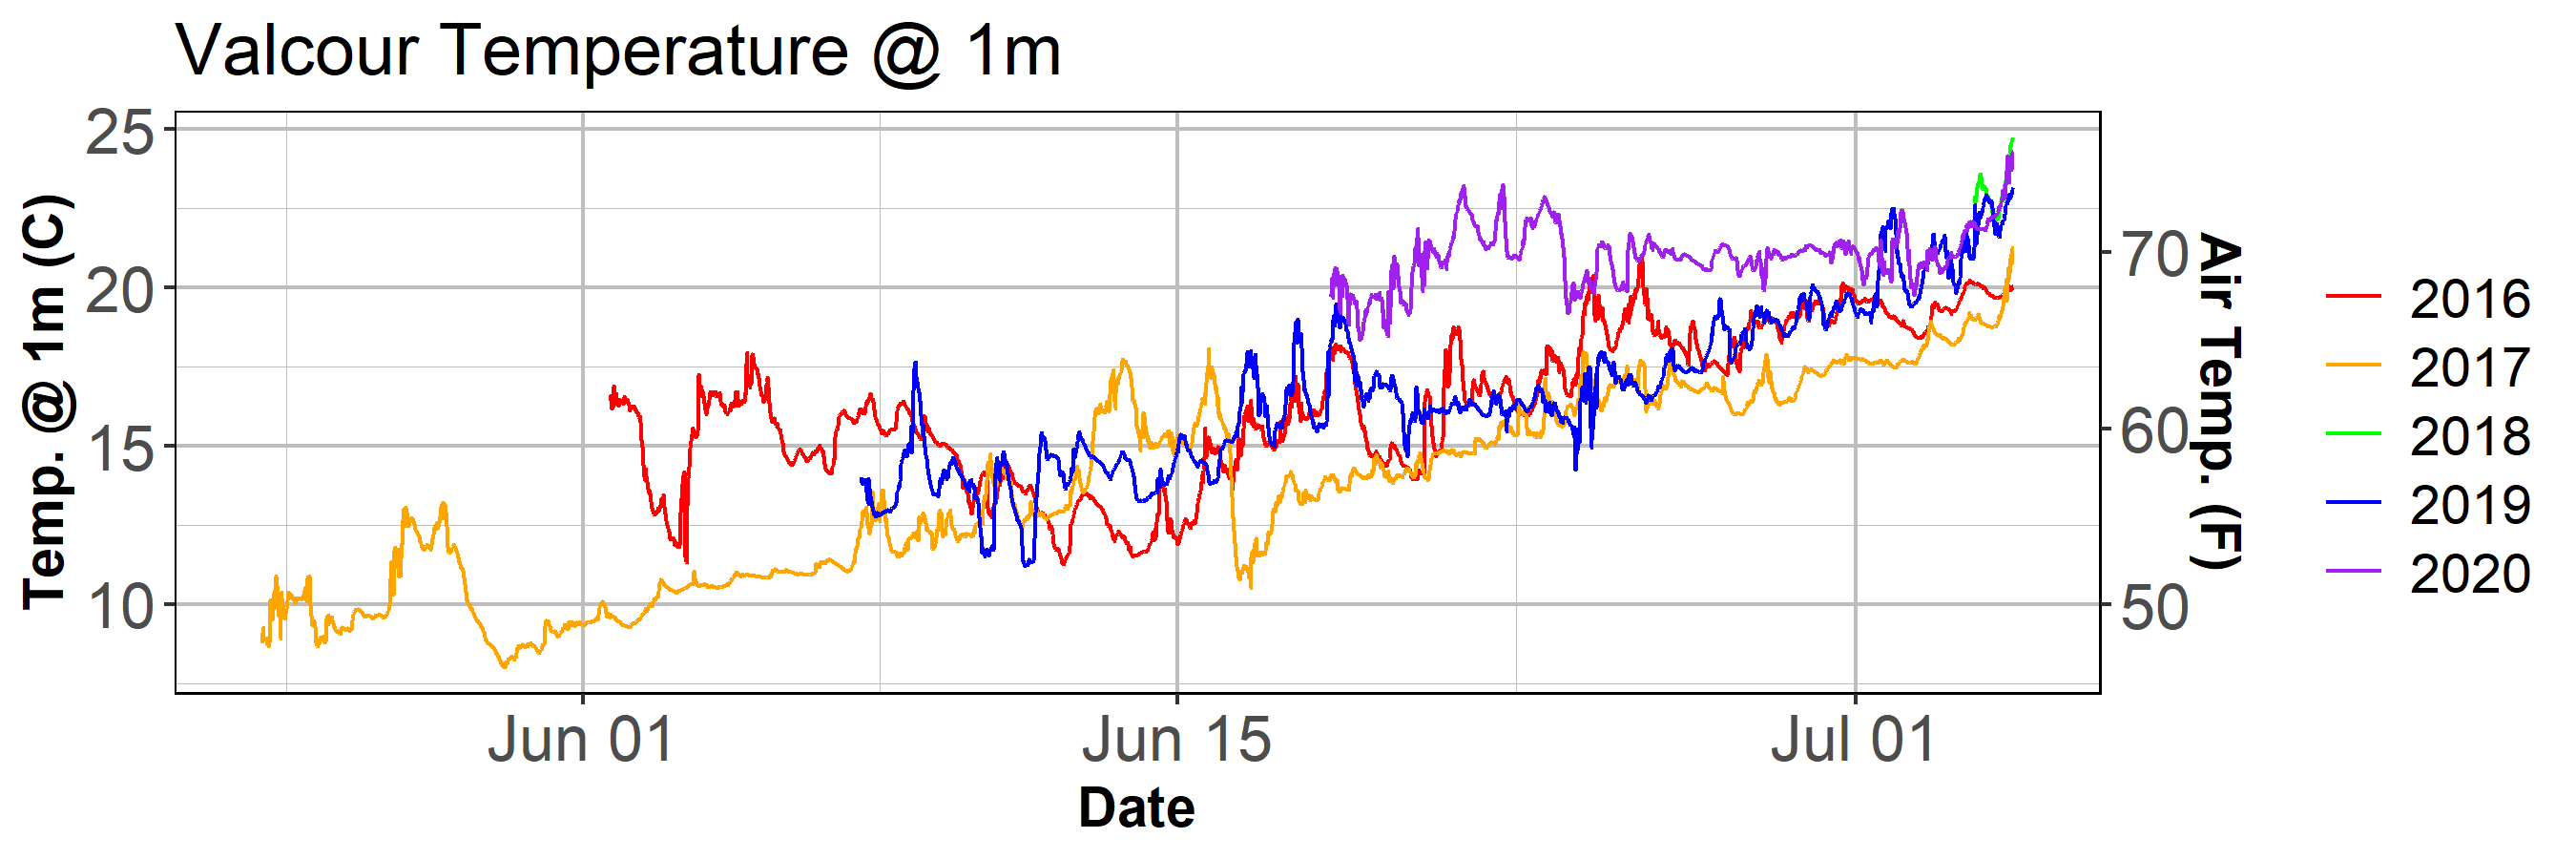 Valcour Temperature @ 1m
25
20
15
10
Temp. @ 1m (C)
70
60
50
Air Temp. (F)
Jun 01
Jun 15
Jul 01
Date
2016
2017
2018
2019
2020